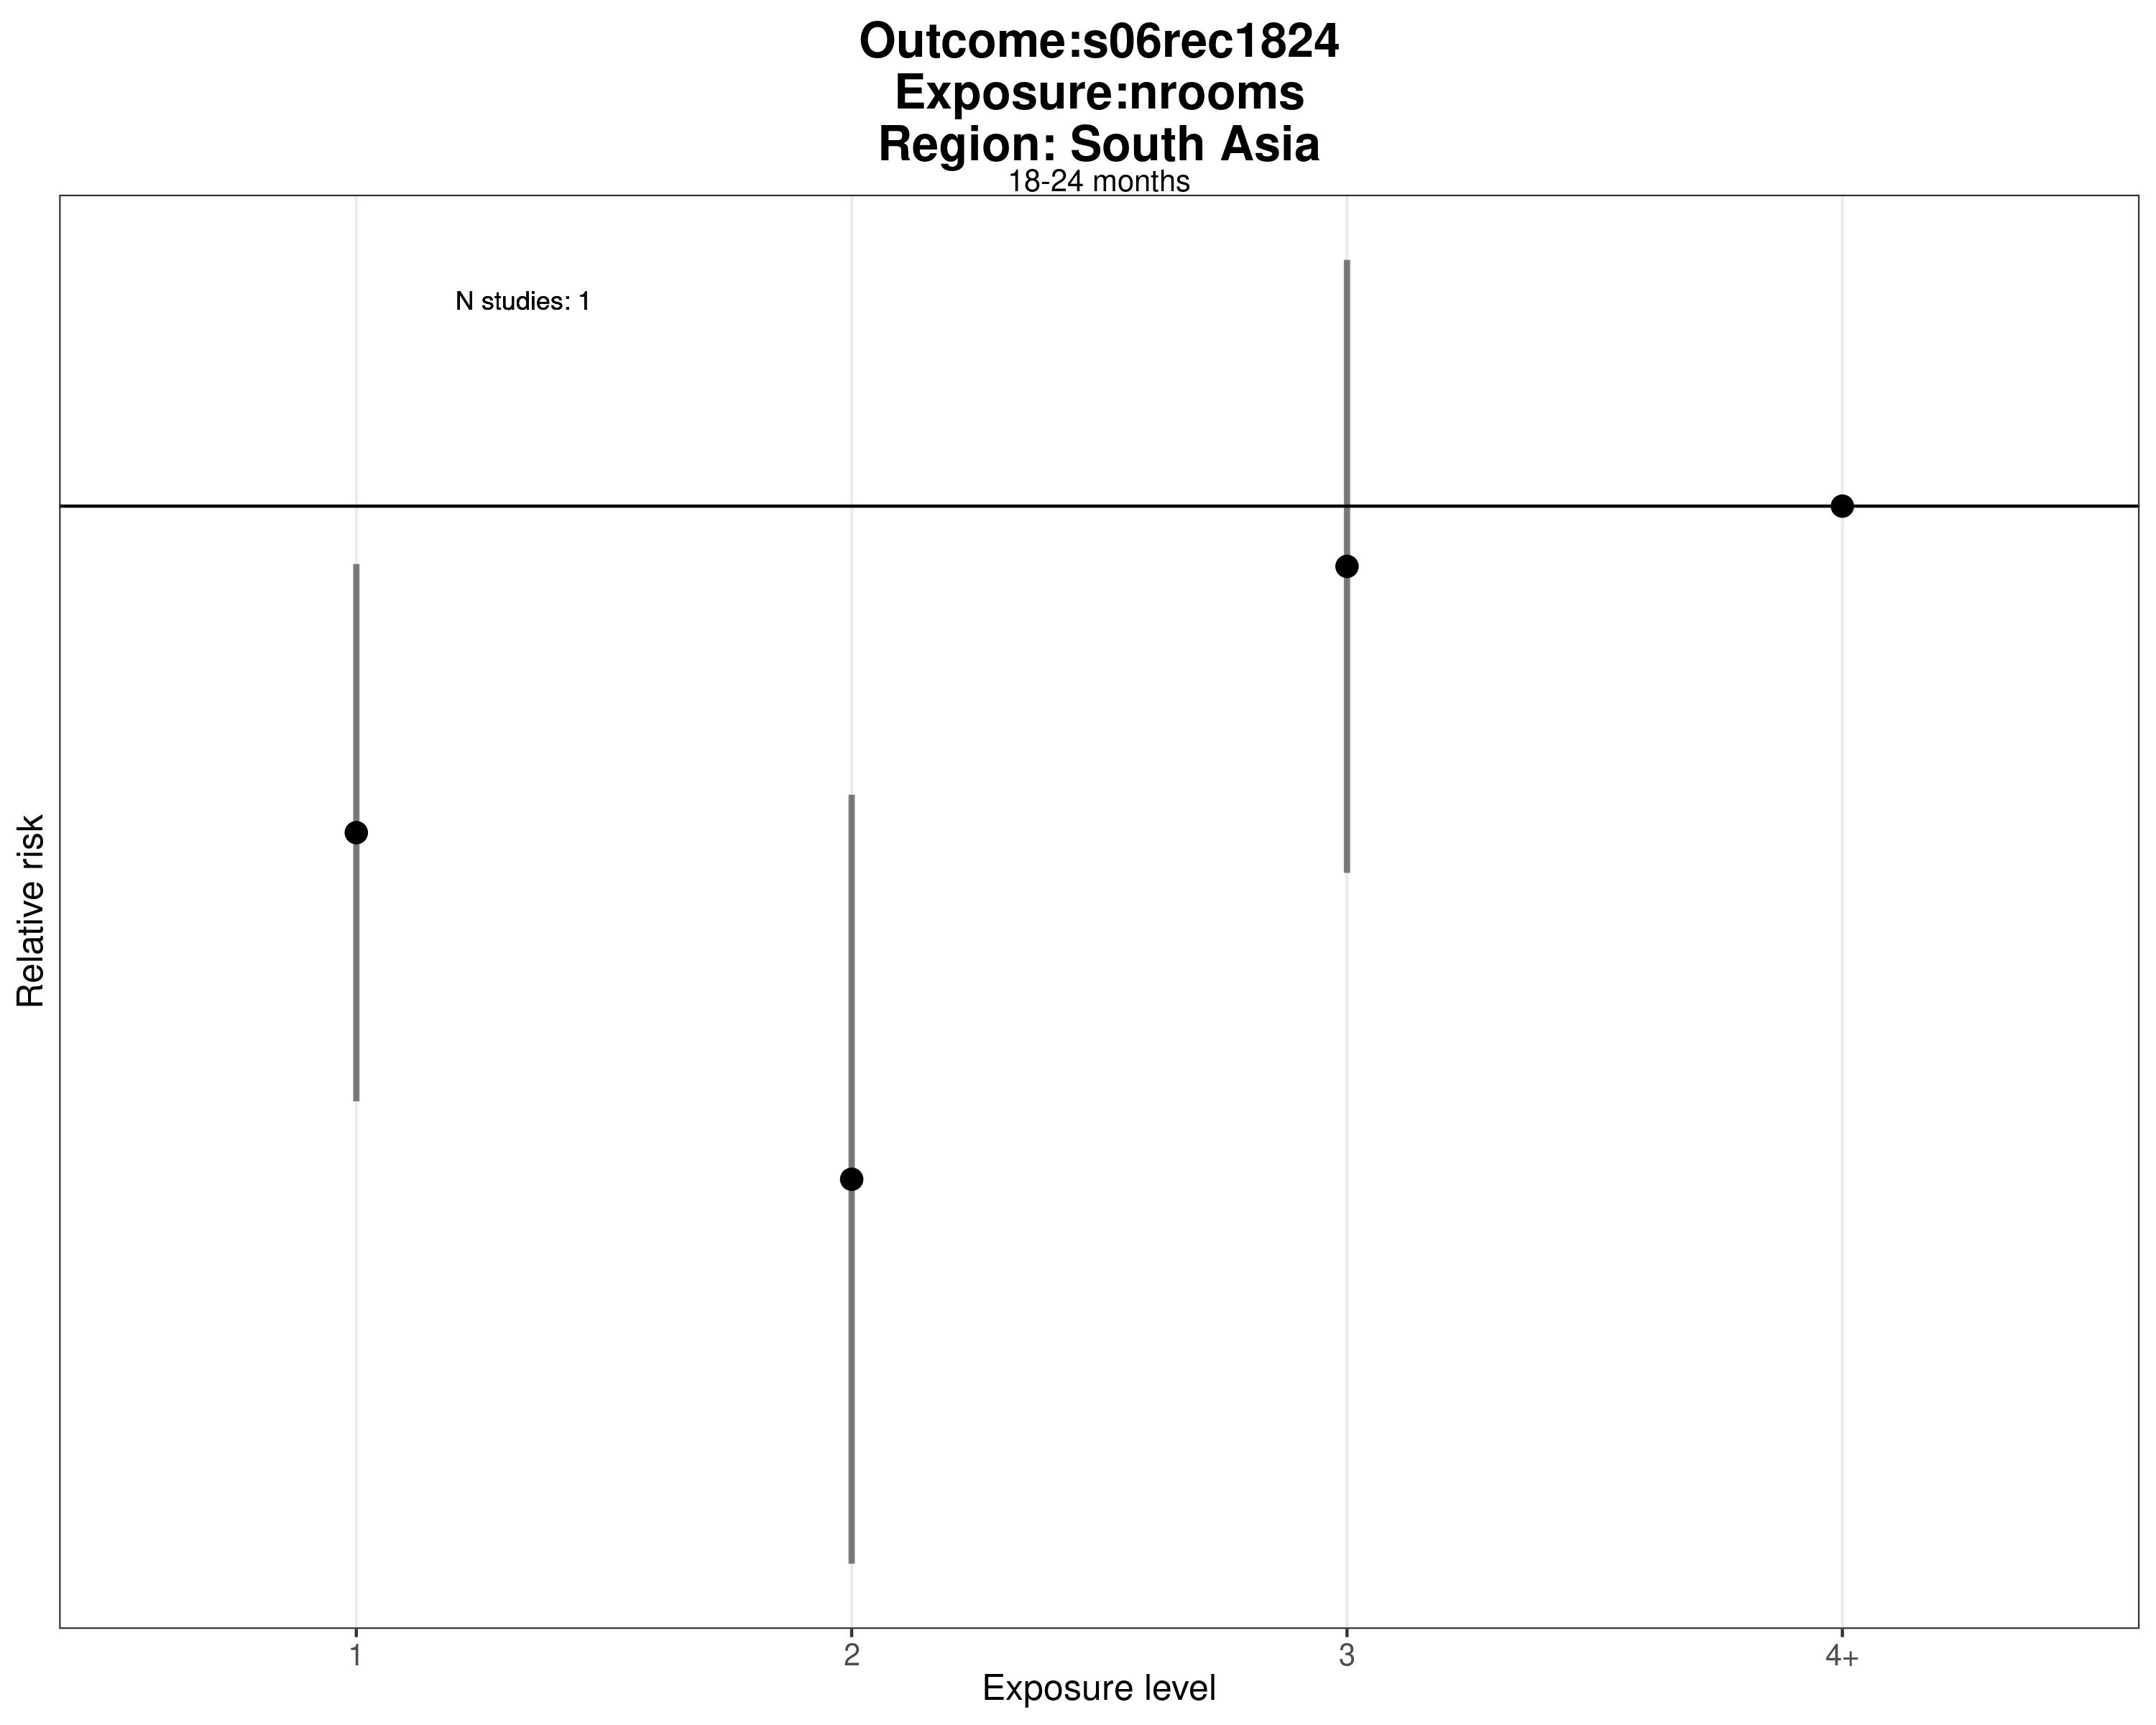 Outcome:s06rec1824
Exposure:nrooms
Region: South Asia
18-24 months
N studies: 1
Relative risk
1
2
3
4+
Exposure level